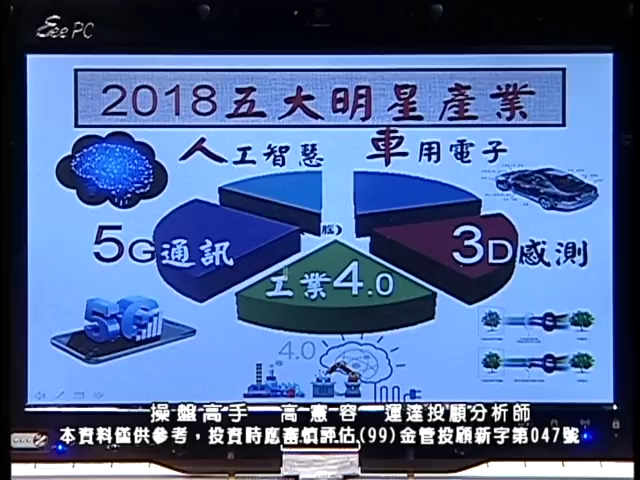 Eee PC
2018五大明星產業
人工智慧
車用電子
腦)
5G通訊
3D感測
工業4.0
5G
4.0
操盤高手 高憲容 運達投顧分析師
本資料僅供參考，投資時應審慎評估(99)金管投顧新字第047號